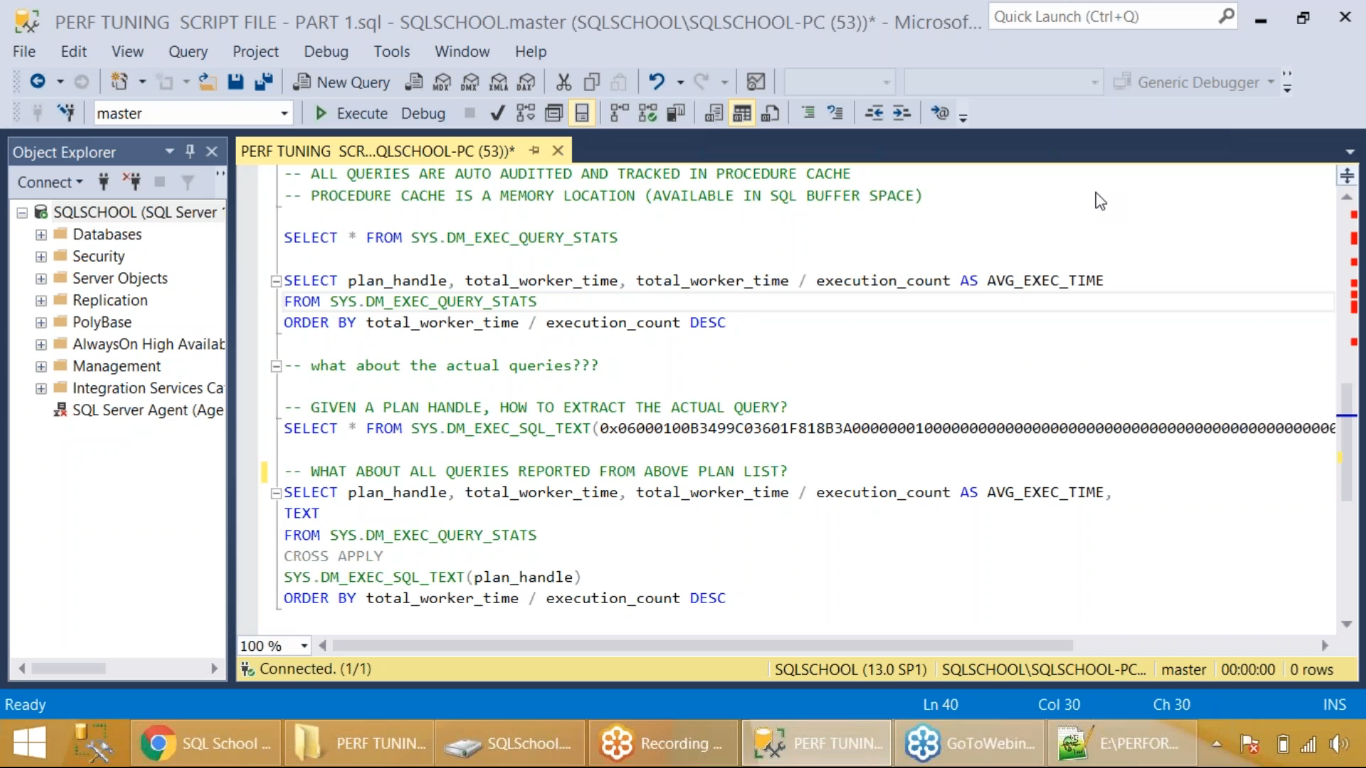 PERF TUNING SCRIPT FILE - PART 1.sql - SQLSCHOOL.master (SQLSCHOOL\SQLSCHOOL-PC (53))* - Microsof...
Quick Launch (Ctrl+Q)
File Edit View Query Project Debug Tools Window Help
New Query
MDX DMX XMLA DAX
Generic Debugger
master
Execute Debug
Object Explorer
PERF TUNING SCR...QLSCHOOL-PC (53))*
Connect
SQLSCHOOL (SQL Server
Databases
Security
Server Objects
Replication
PolyBase
AlwaysOn High Availab
Management
Integration Services Ca
SQL Server Agent (Age
-- ALL QUERIES ARE AUTO AUDITTED AND TRACKED IN PROCEDURE CACHE
-- PROCEDURE CACHE IS A MEMORY LOCATION (AVAILABLE IN SQL BUFFER SPACE)
SELECT * FROM SYS.DM_EXEC_QUERY_STATS
SELECT plan_handle, total_worker_time, total_worker_time / execution_count AS AVG_EXEC_TIME
FROM SYS.DM_EXEC_QUERY_STATS
ORDER BY total_worker_time / execution_count DESC
-- what about the actual queries???
-- GIVEN A PLAN HANDLE, HOW TO EXTRACT THE ACTUAL QUERY?
SELECT * FROM SYS.DM_EXEC_SQL_TEXT(
-- WHAT ABOUT ALL QUERIES REPORTED FROM ABOVE PLAN LIST?
SELECT plan_handle, total_worker_time, total_worker_time / execution_count AS AVG_EXEC_TIME,
TEXT
FROM SYS.DM_EXEC_QUERY_STATS
CROSS APPLY
SYS.DM_EXEC_SQL_TEXT(plan_handle)
ORDER BY total_worker_time / execution_count DESC
100 %
Connected. (1/1)
SQLSCHOOL (13.0 SP1) SQLSCHOOL\SQLSCHOOL-PC... master 00:00:00 0 rows
Ready
Ln 40 Col 30 Ch 30 INS
SQL School ... PERF TUNIN... SQLSchool.... Recording ... PERF TUNIN... GoToWebin... E:\PERFOR...